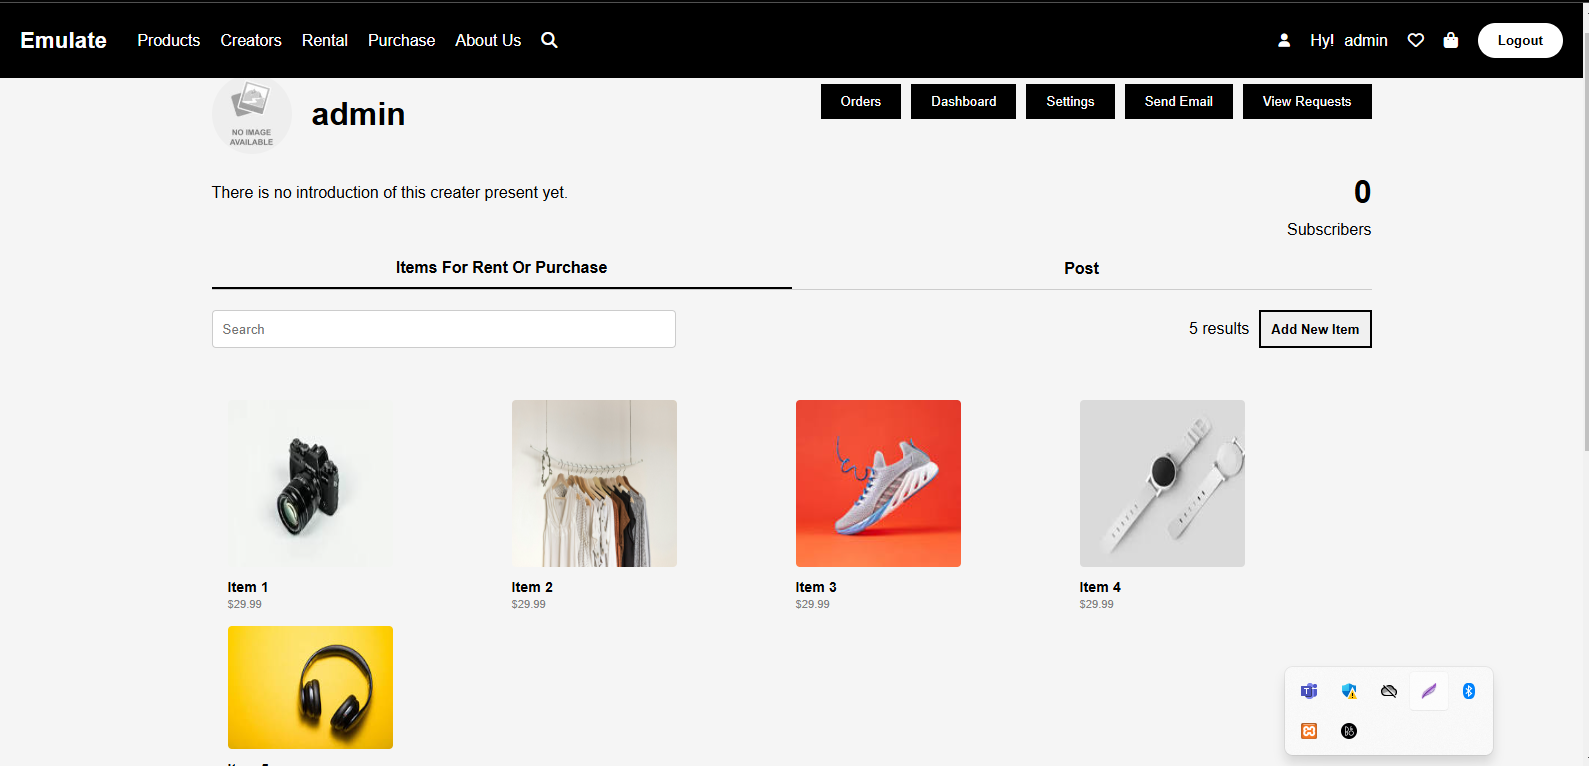 Emulate Products Creators Rental Purchase About Us Hy! admin Logout
NO IMAGE
AVAILABLE
admin
Orders Dashboard Settings Send Email View Requests
There is no introduction of this creater present yet.
0
Subscribers
Items For Rent Or Purchase Post
Search
5 results Add New Item
Item 1 Item 2 Item 3 Item 4
$29.99 $29.99 $29.99 $29.99